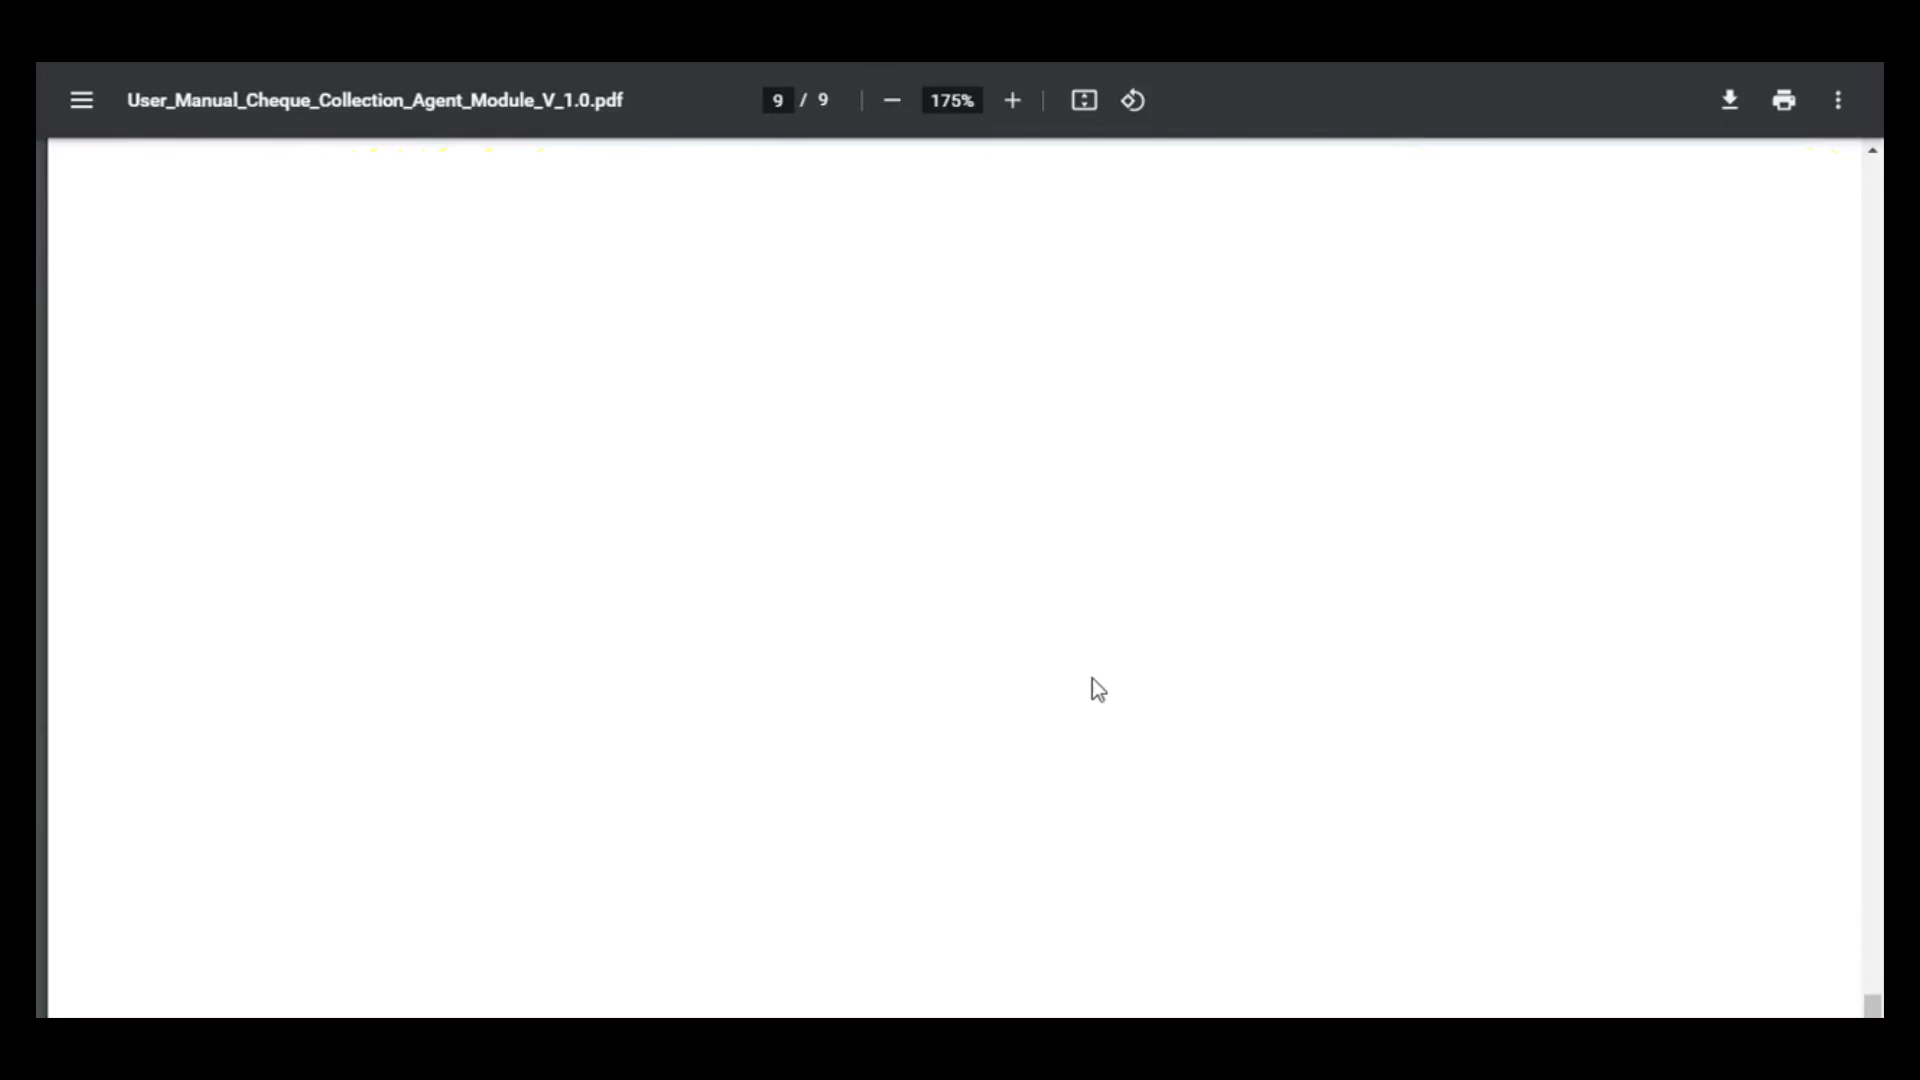 User_Manual_Cheque_Collection_Agent_Module_V_1.0.pdf 9 / 9 175%